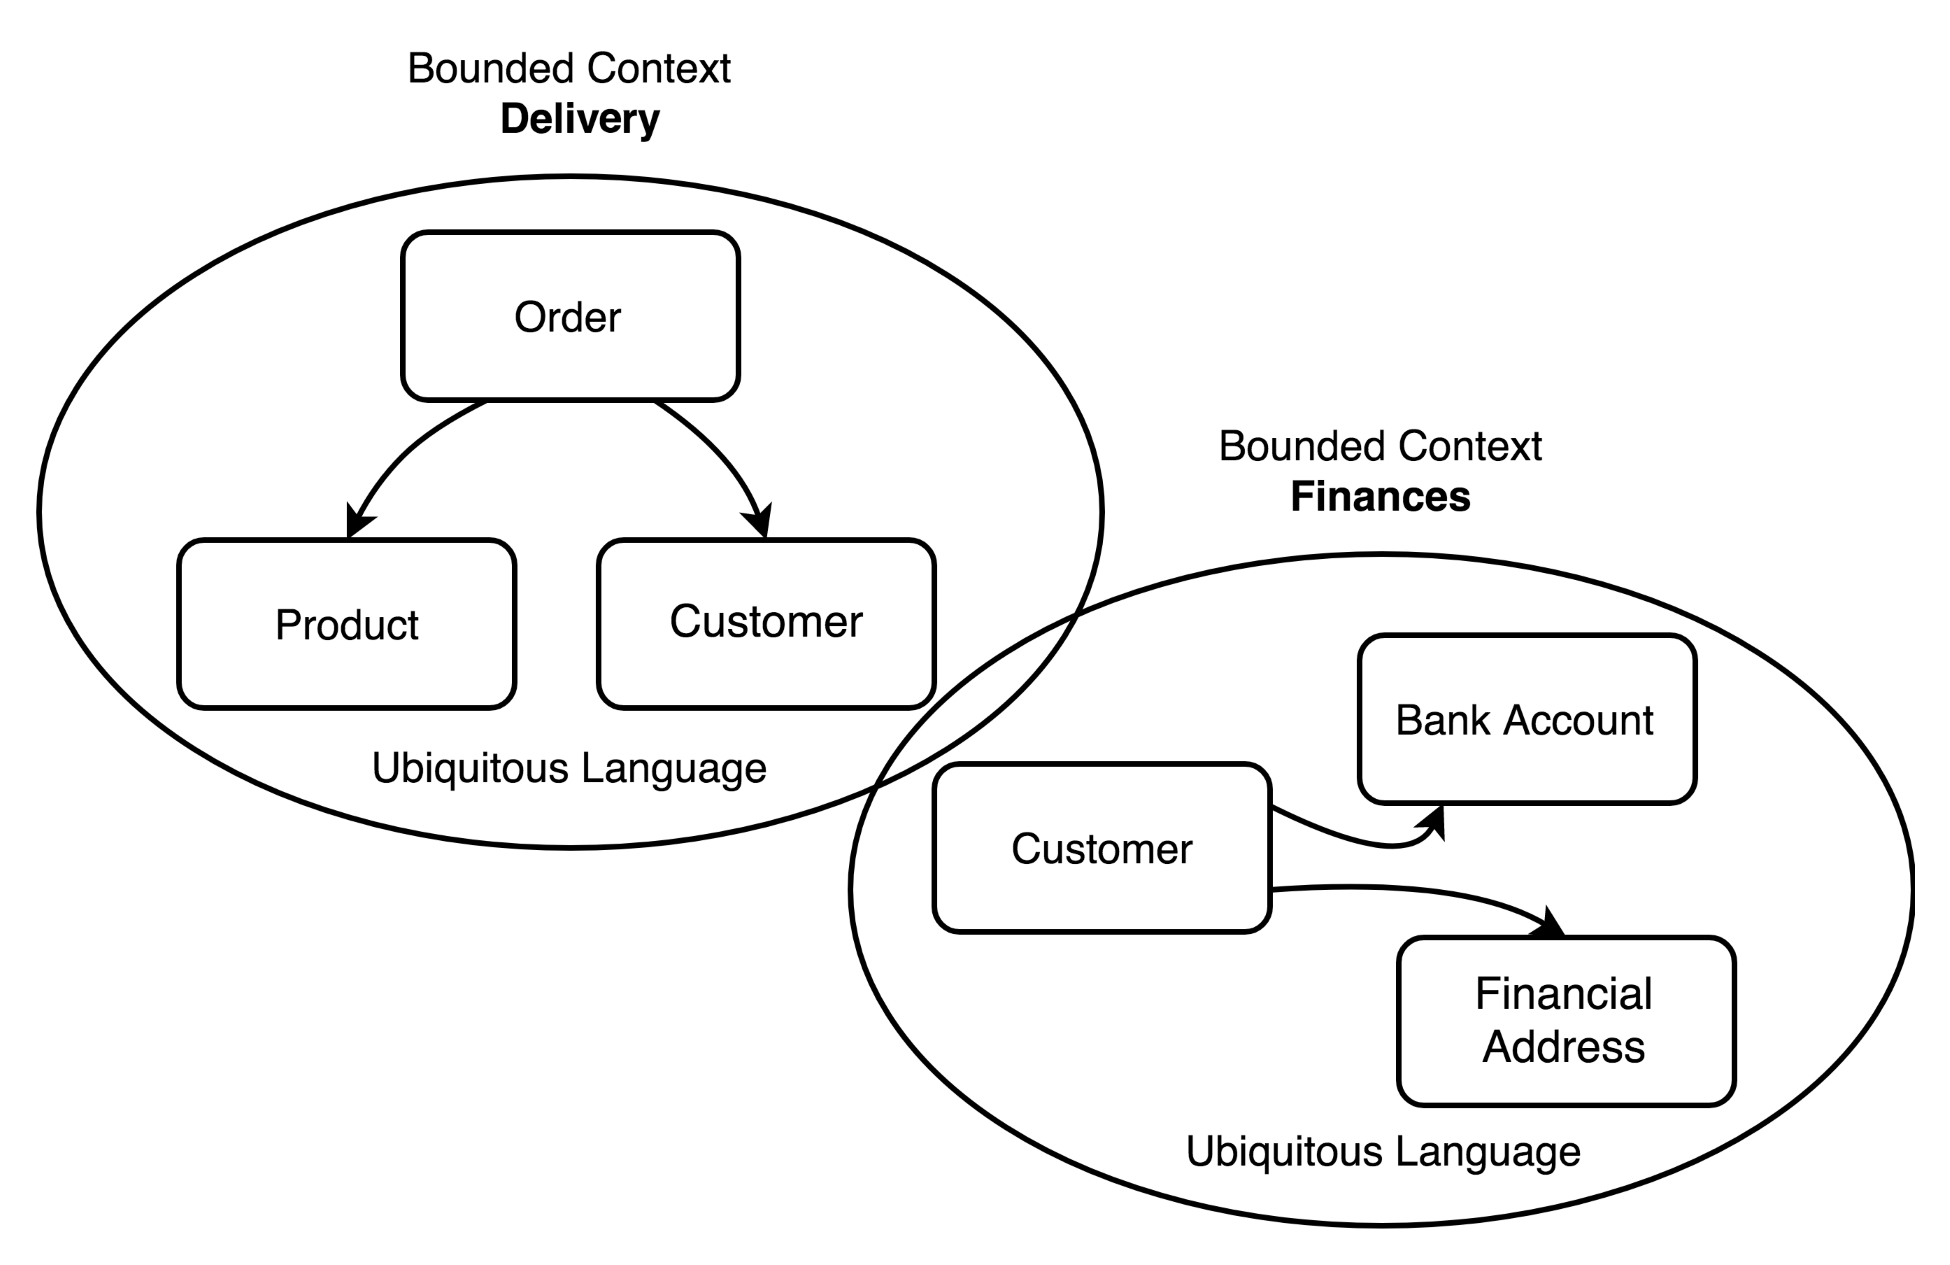 Bounded Context
Delivery
Order
Product
Customer
Ubiquitous Language
Bounded Context
Finances
Bank Account
Customer
Financial
Address
Ubiquitous Language